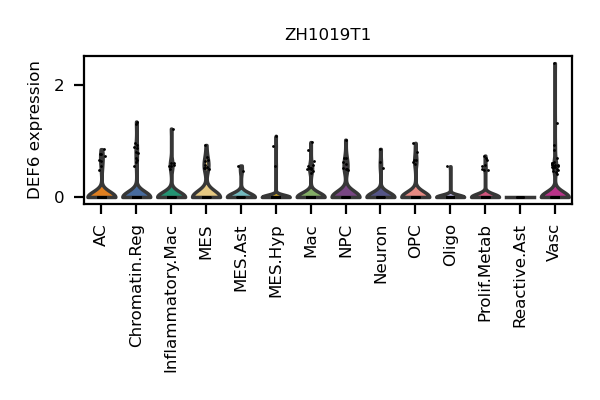 ZH1019T1
DEF6 expression
2
0
AC
Chromatin.Reg
Inflammatory.Mac
MES
MES.Ast
MES.Hyp
Mac
NPC
Neuron
OPC
Oligo
Prolif.Metab
Reactive.Ast
Vasc